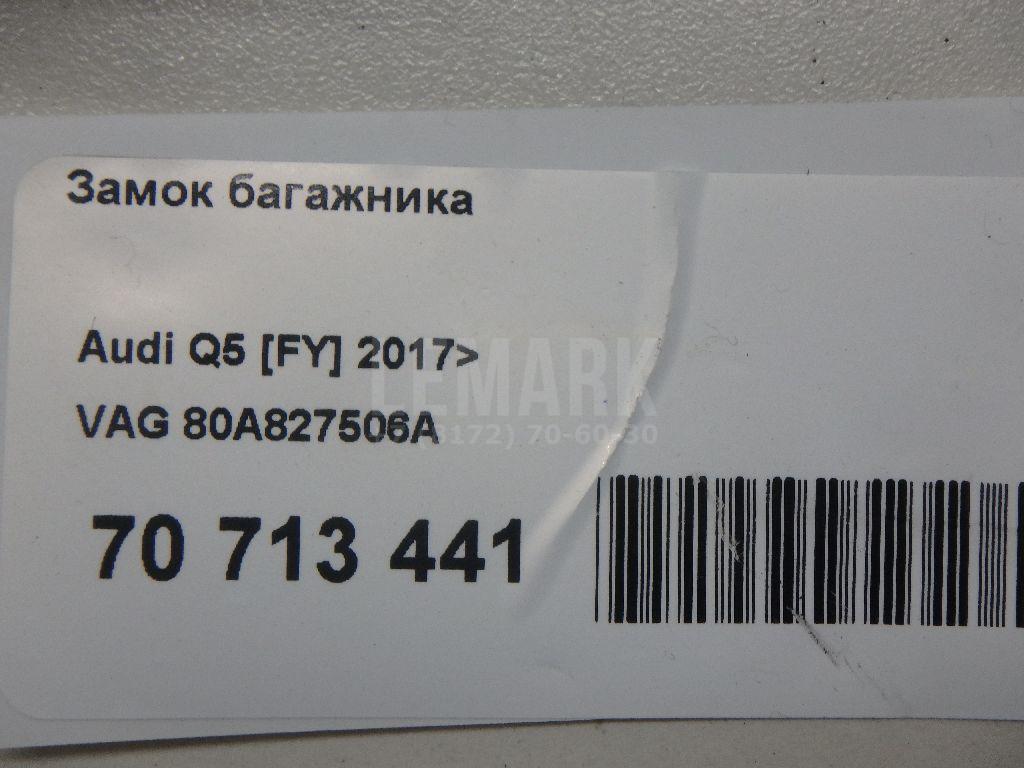 Замок багажника
Audi Q5 [FY] 2017>
LEMARK
VAG 80A827506A
(8172) 70-60-30
70 713 441